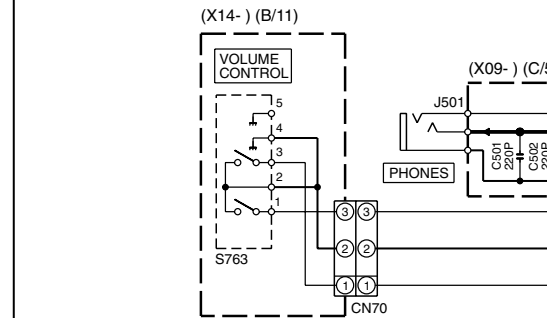 (X14- ) (B/11)
VOLUME
CONTROL
5
4
3
2
1
S763
3 3
2 2
1 1
CN70
(X09- ) (C/5
J501
PHONES
C501
220P
C502
220P